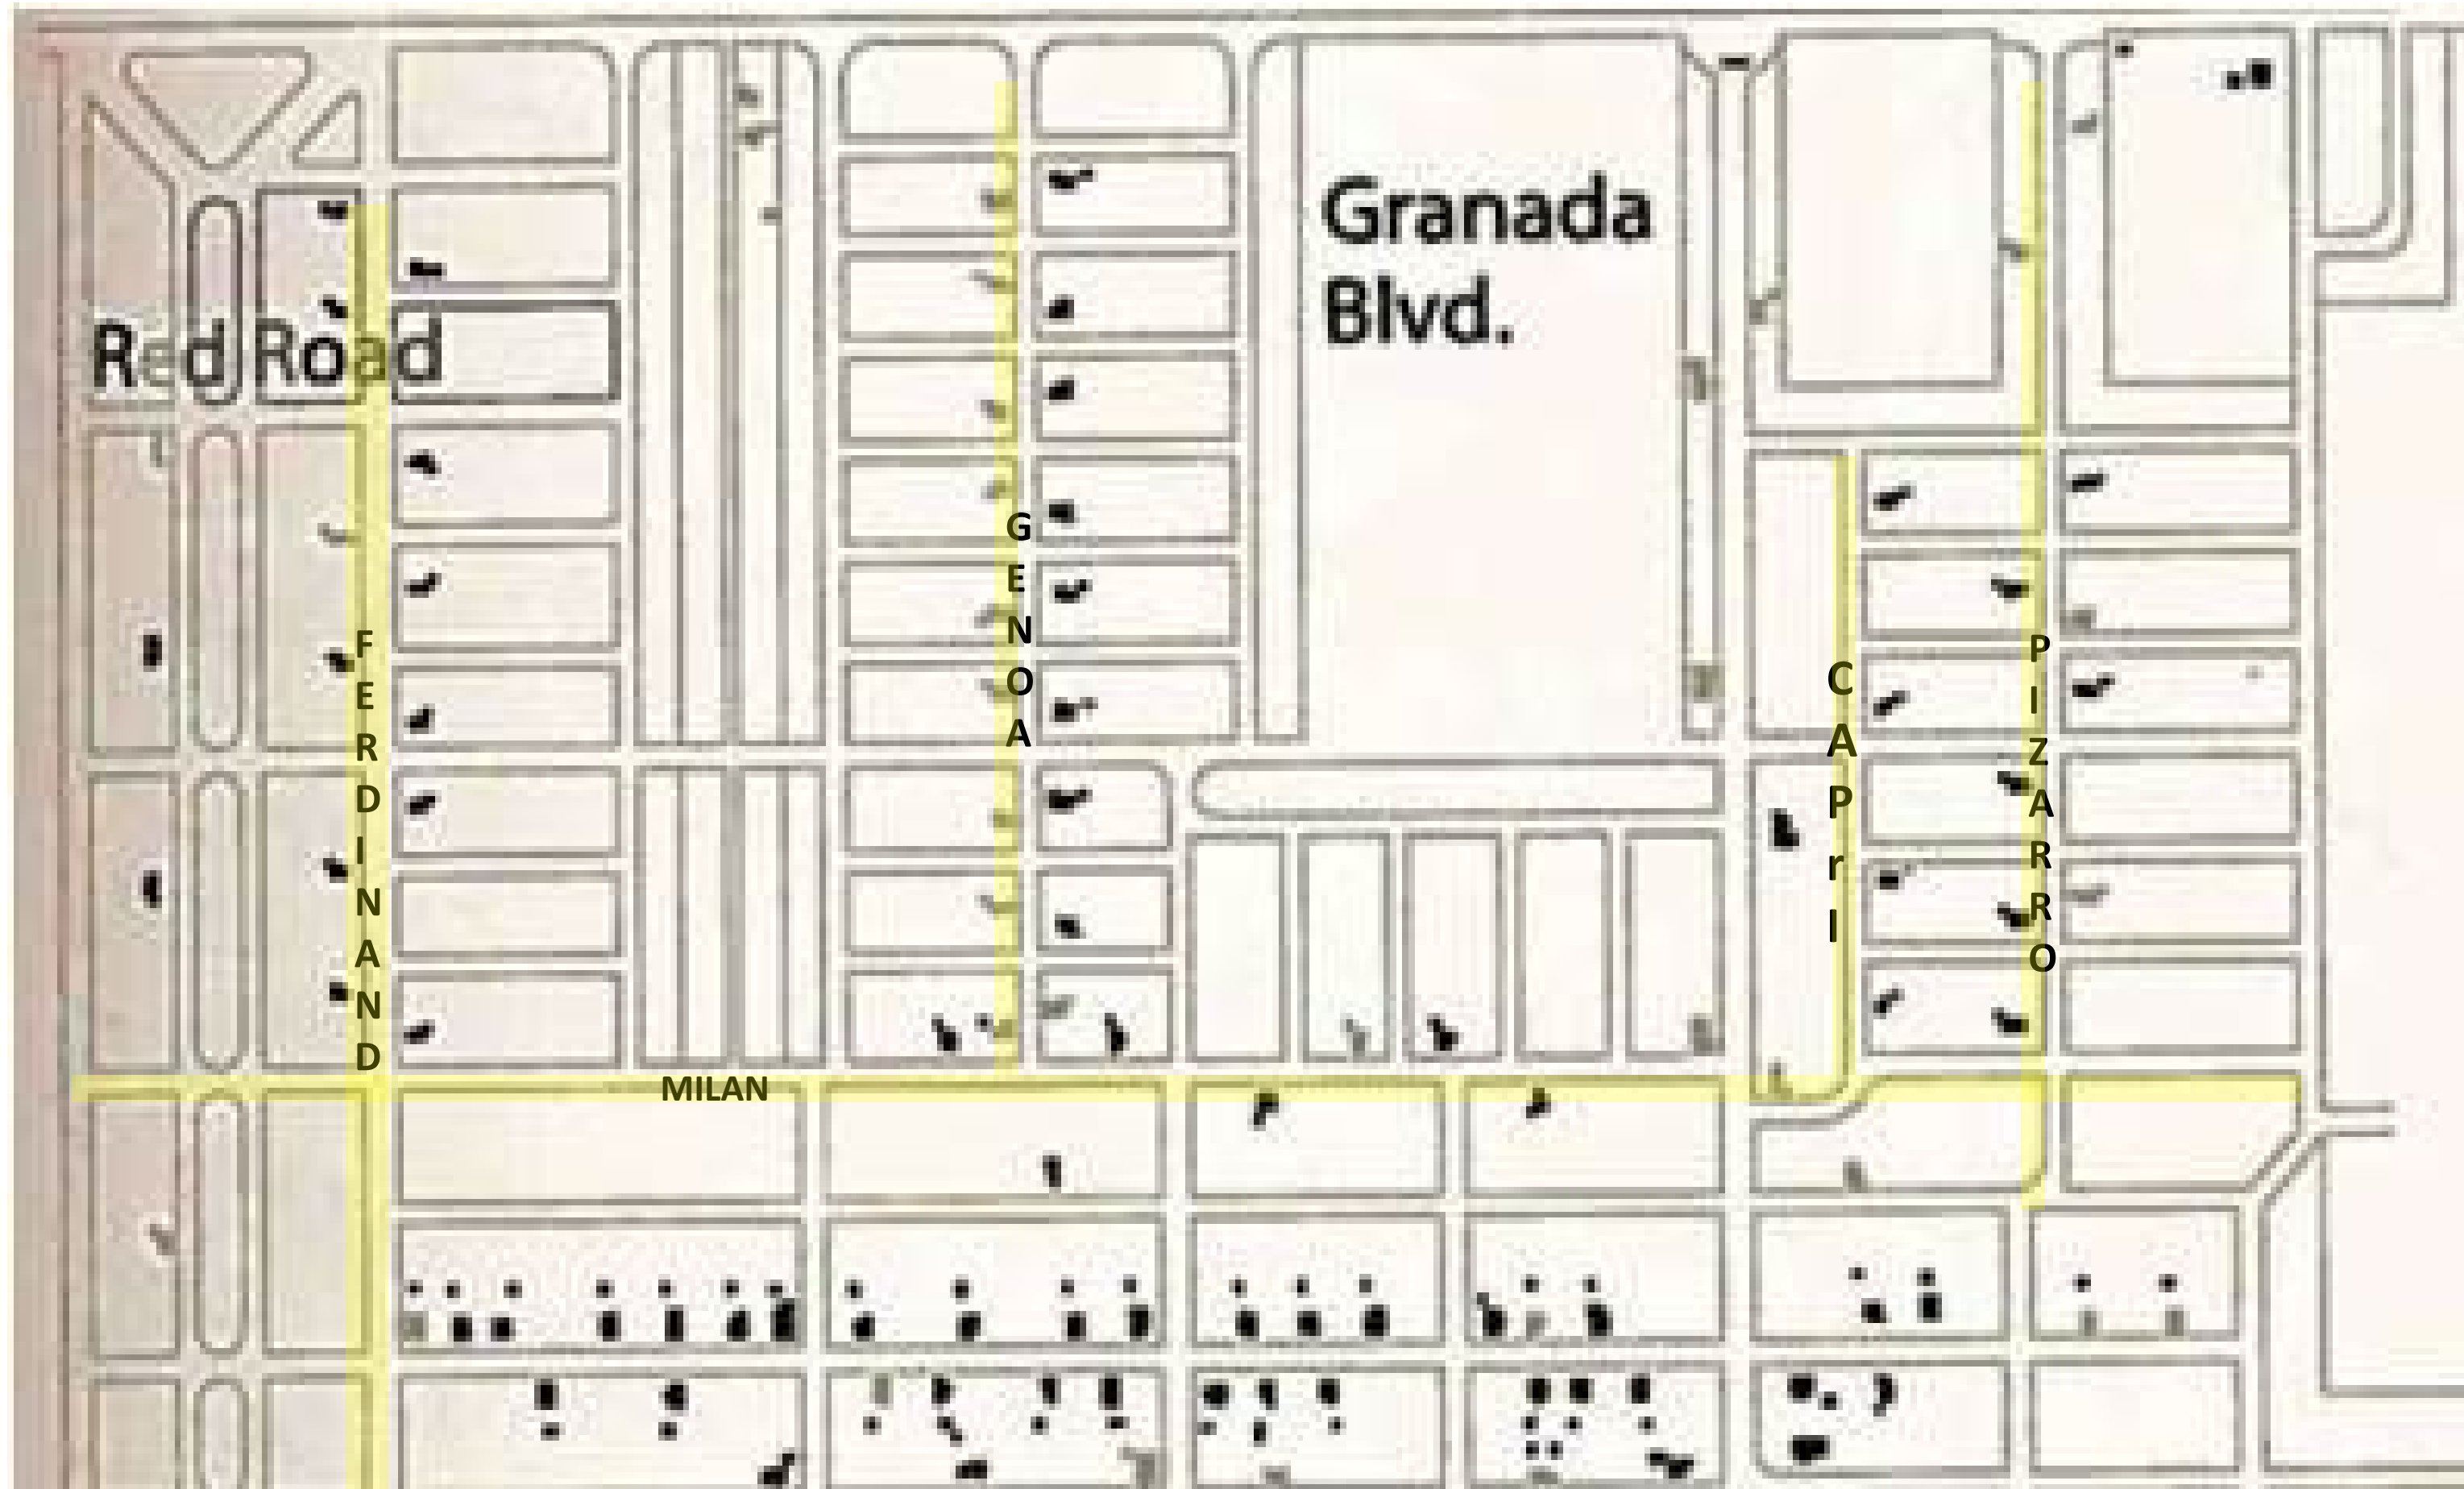 Granada
Blvd.
Red Road
GENOA
FERDINAND
CAPrI
PIZARRO
MILAN